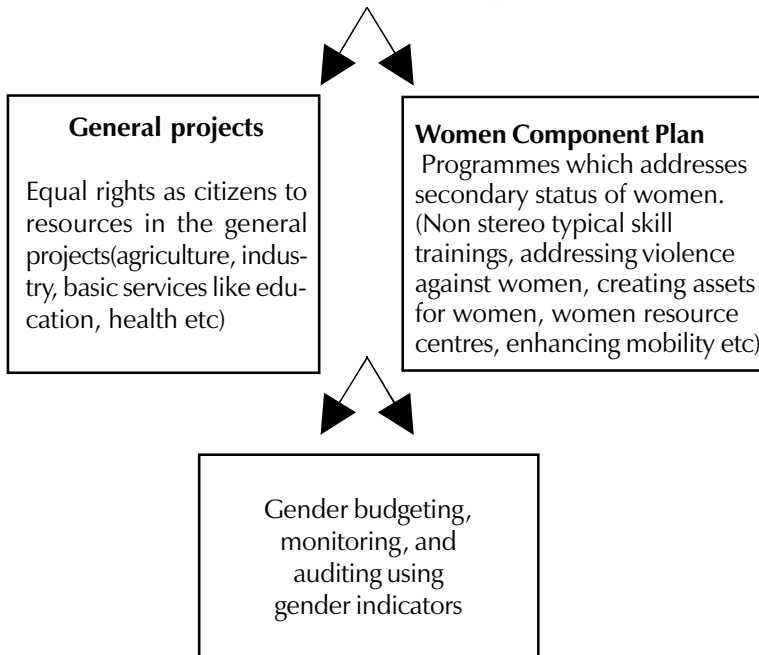 General projects
Equal rights as citizens to
resources in the general
projects(agriculture, indus-
try, basic services like edu-
cation, health etc)
Women Component Plan
Programmes which addresses
secondary status of women.
(Non stereo typical skill
trainings, addressing violence
against women, creating assets
for women, women resource
centres, enhancing mobility etc)
Gender budgeting,
monitoring, and
auditing using
gender indicators